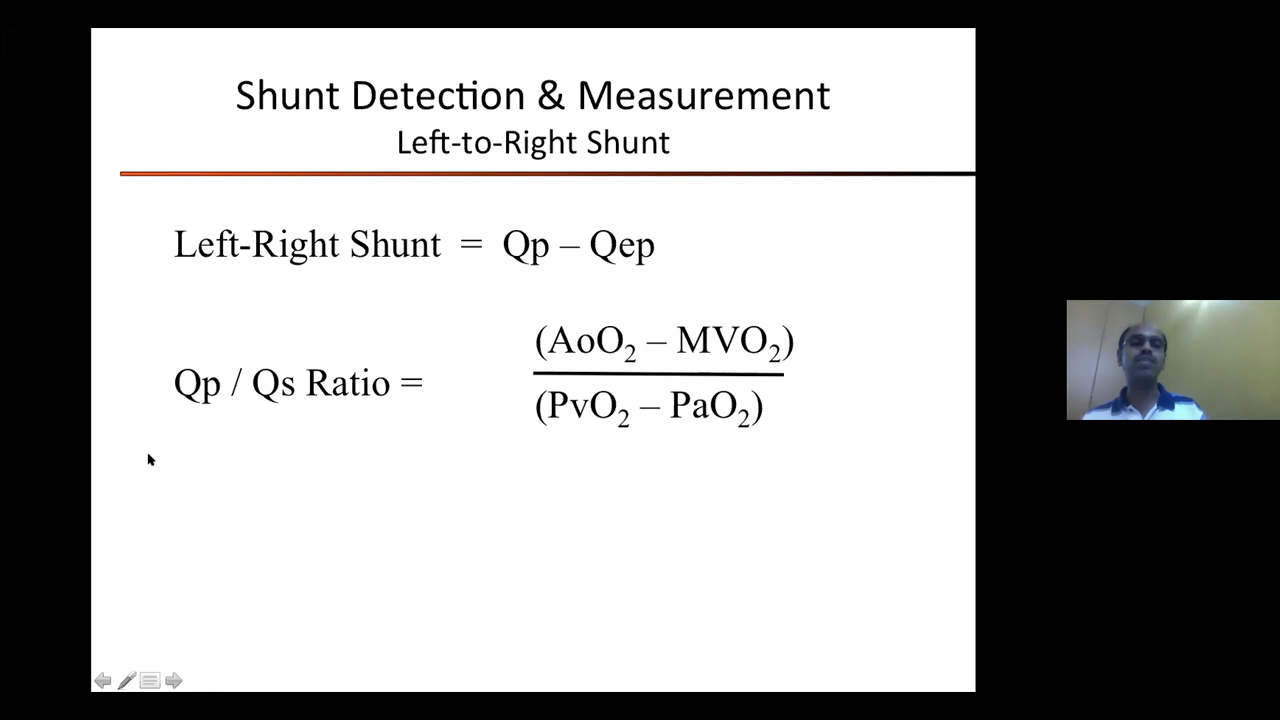 Shunt Detection & Measurement
Left-to-Right Shunt
Left-Right Shunt = Qp – Qep
Qp / Qs Ratio = (AoO₂ – MVO₂)
(PvO₂ – PaO₂)